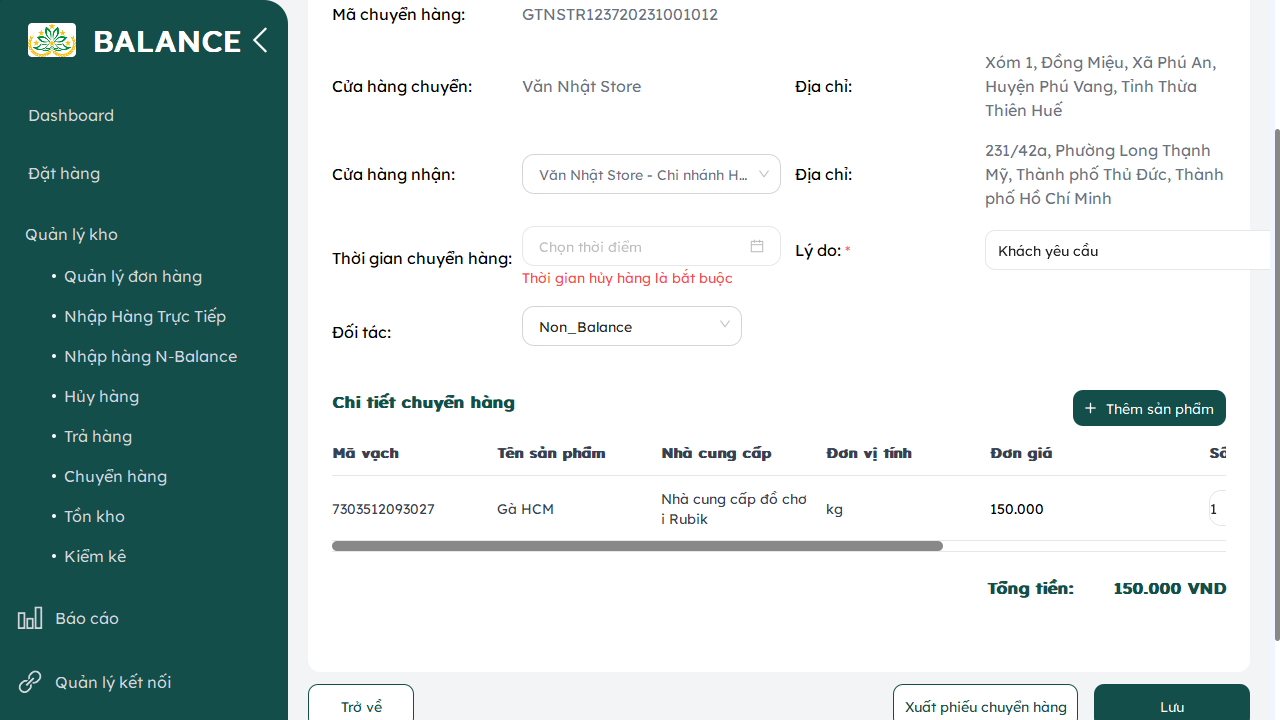 BALANCE
Dashboard
Đặt hàng
Quản lý kho
Quản lý đơn hàng
Nhập Hàng Trực Tiếp
Nhập hàng N-Balance
Hủy hàng
Trả hàng
Chuyển hàng
Tồn kho
Kiểm kê
Báo cáo
Quản lý kết nối
Mã chuyển hàng: GTNSTR123720231001012
Cửa hàng chuyển: Văn Nhật Store
Địa chỉ: Xóm 1, Đồng Miệu, Xã Phú An,
Huyện Phú Vang, Tỉnh Thừa
Thiên Huế
Cửa hàng nhận: Văn Nhật Store - Chi nhánh H...
Địa chỉ: 231/42a, Phường Long Thạnh
Mỹ, Thành phố Thủ Đức, Thành
phố Hồ Chí Minh
Thời gian chuyển hàng: Chọn thời điểm
Thời gian hủy hàng là bắt buộc
Lý do: * Khách yêu cầu
Đối tác: Non_Balance
Chi tiết chuyển hàng
+ Thêm sản phẩm
Mã vạch Tên sản phẩm Nhà cung cấp Đơn vị tính Đơn giá Số
7303512093027 Gà HCM Nhà cung cấp đồ chơ
i Rubik kg 150.000 1
Tổng tiền: 150.000 VND
Trở về
Xuất phiếu chuyển hàng
Lưu